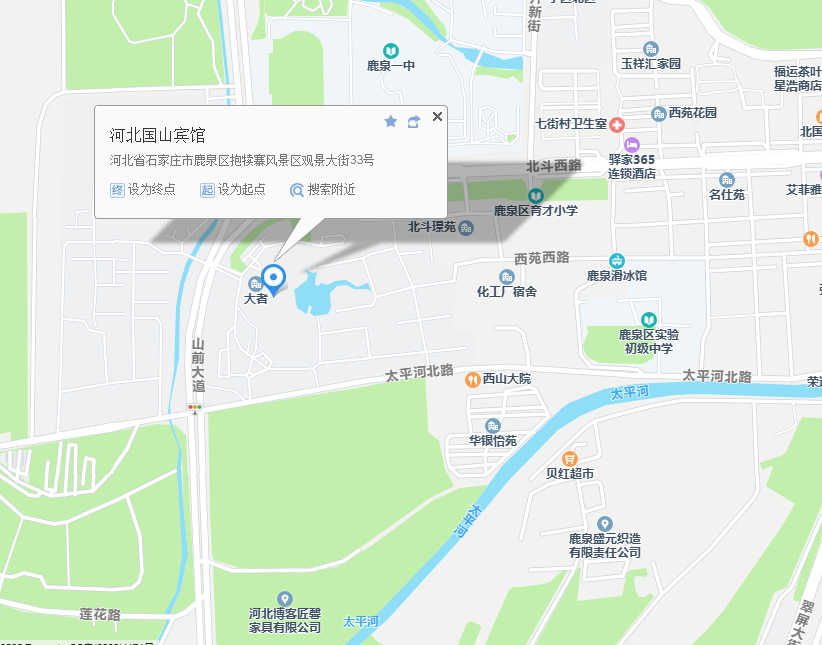 鹿泉一中
升新街
玉祥汇家园
福运茶叶
星浩商店
西苑花园
七街村卫生室
驿家365
连锁酒店
北斗西路
名仕苑
艾菲雅
鹿泉区育才小学
北斗璟苑
河北国山宾馆
河北省石家庄市鹿泉区抱犊寨风景区观景大街33号
终 设为终点
起 设为起点
搜索附近
西苑西路
鹿泉滑冰馆
化工厂宿舍
大者
鹿泉区实验
初级中学
山前大道
太平河北路
西山大院
太平河
太平河北路
华银怡苑
贝红超市
太平河
鹿泉盛元织造
有限责任公司
河北博客匠馨
家具有限公司
太平河
莲花路
翠屏大街